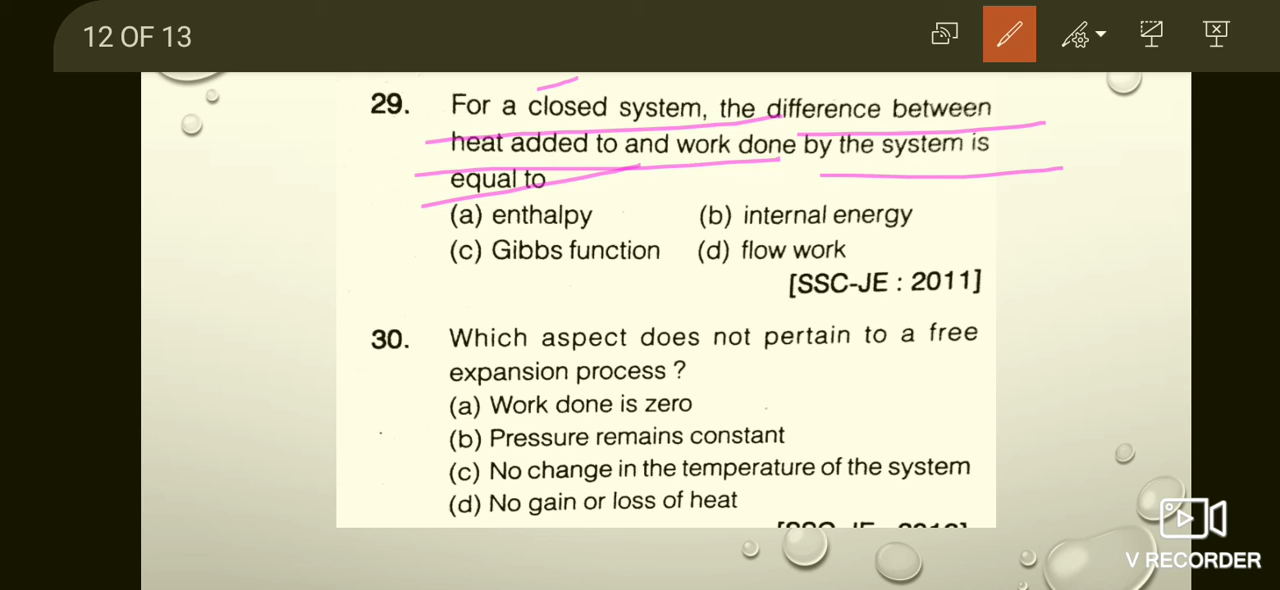 12 OF 13
29. For a closed system, the difference between
heat added to and work done by the system is
equal to
(a) enthalpy (b) internal energy
(c) Gibbs function (d) flow work
[SSC-JE : 2011]
30. Which aspect does not pertain to a free
expansion process ?
(a) Work done is zero
(b) Pressure remains constant
(c) No change in the temperature of the system
(d) No gain or loss of heat
V RECORDER